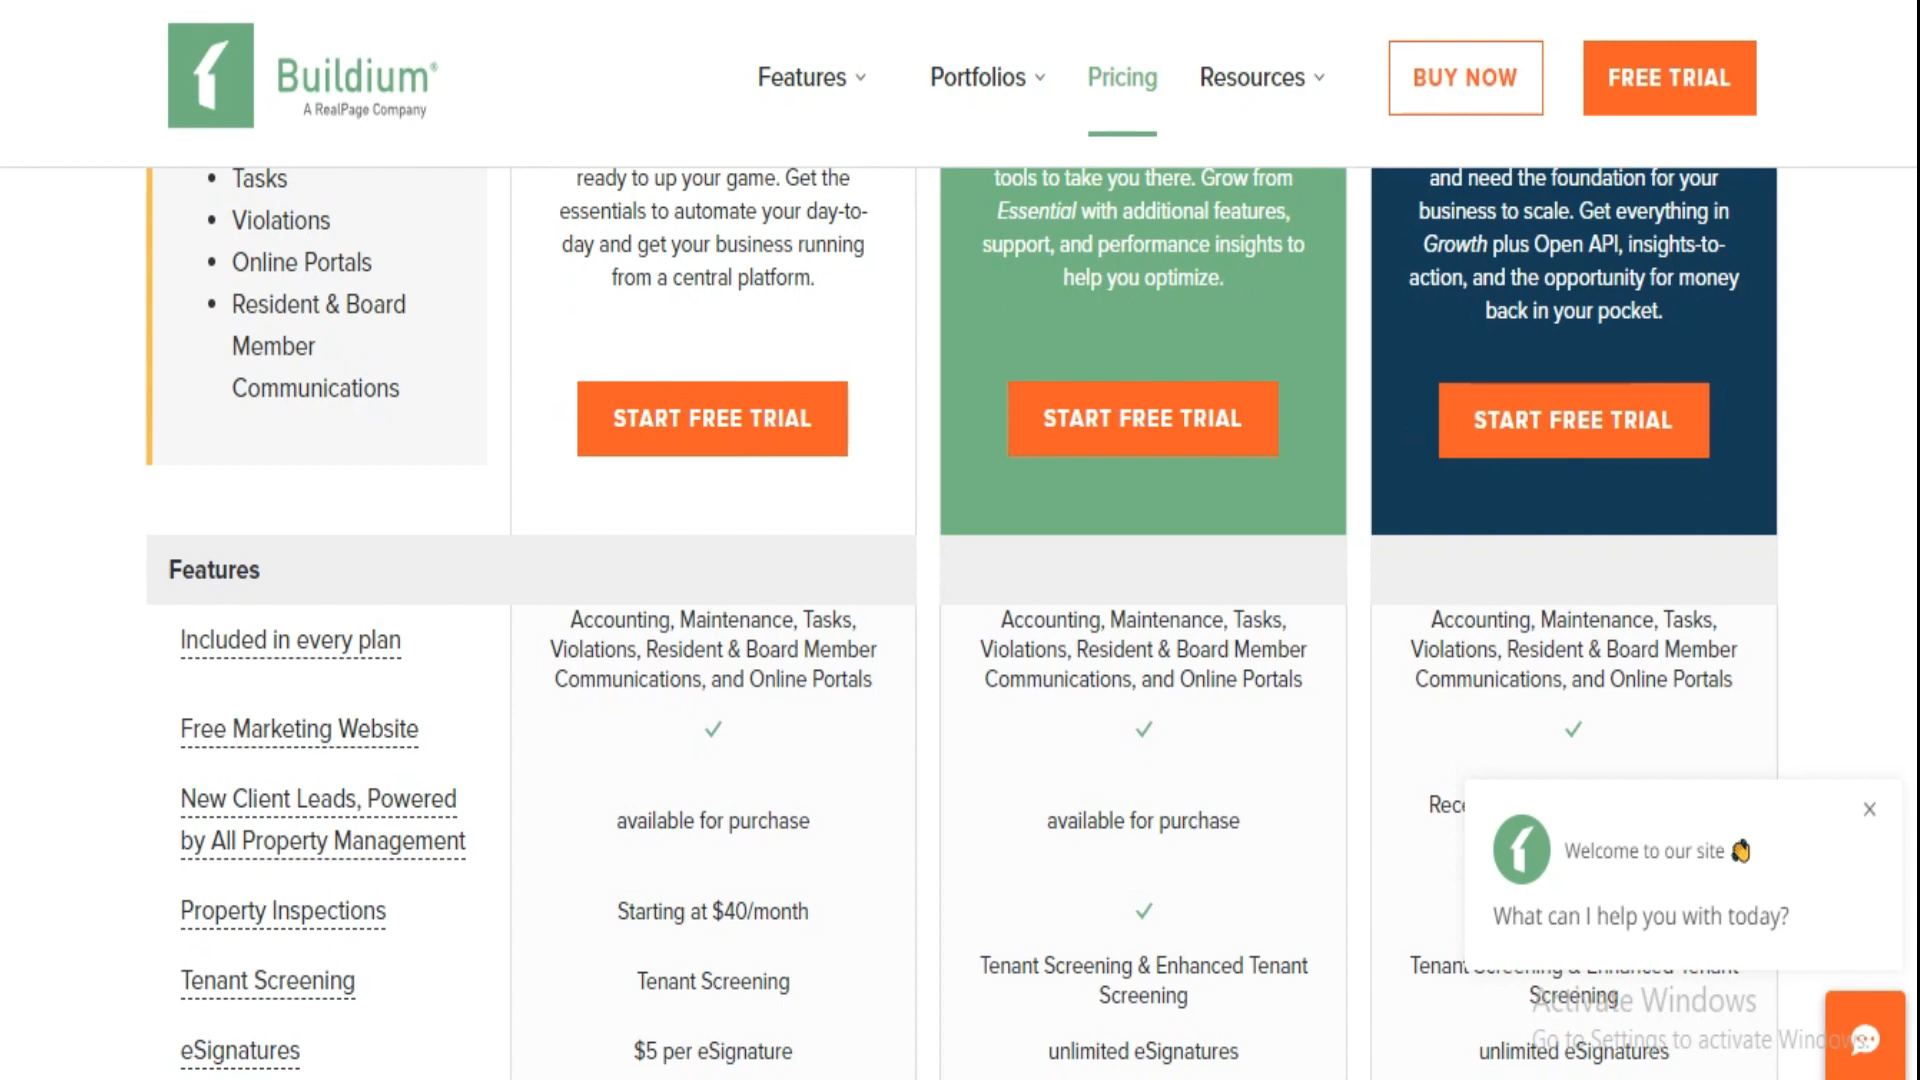 Buildium®
A RealPage Company
Features
Portfolios
Pricing
Resources
BUY NOW
FREE TRIAL
Tasks
Violations
Online Portals
Resident & Board
Member
Communications
ready to up your game. Get the
essentials to automate your day-to-
day and get your business running
from a central platform.
START FREE TRIAL
tools to take you there. Grow from
Essential with additional features,
support, and performance insights to
help you optimize.
START FREE TRIAL
and need the foundation for your
business to scale. Get everything in
Growth plus Open API, insights-to-
action, and the opportunity for money
back in your pocket.
START FREE TRIAL
Features
Included in every plan
Accounting, Maintenance, Tasks,
Violations, Resident & Board Member
Communications, and Online Portals
Accounting, Maintenance, Tasks,
Violations, Resident & Board Member
Communications, and Online Portals
Accounting, Maintenance, Tasks,
Violations, Resident & Board Member
Communications, and Online Portals
Free Marketing Website
New Client Leads, Powered
by All Property Management
available for purchase
available for purchase
Property Inspections
Starting at $40/month
Tenant Screening
Tenant Screening
Tenant Screening & Enhanced Tenant
Screening
Tenant Screening & Enhanced Tenant
Screening
eSignatures
$5 per eSignature
unlimited eSignatures
unlimited eSignatures
Welcome to our site
What can I help you with today?
Activate Windows
Go to Settings to activate Windows.